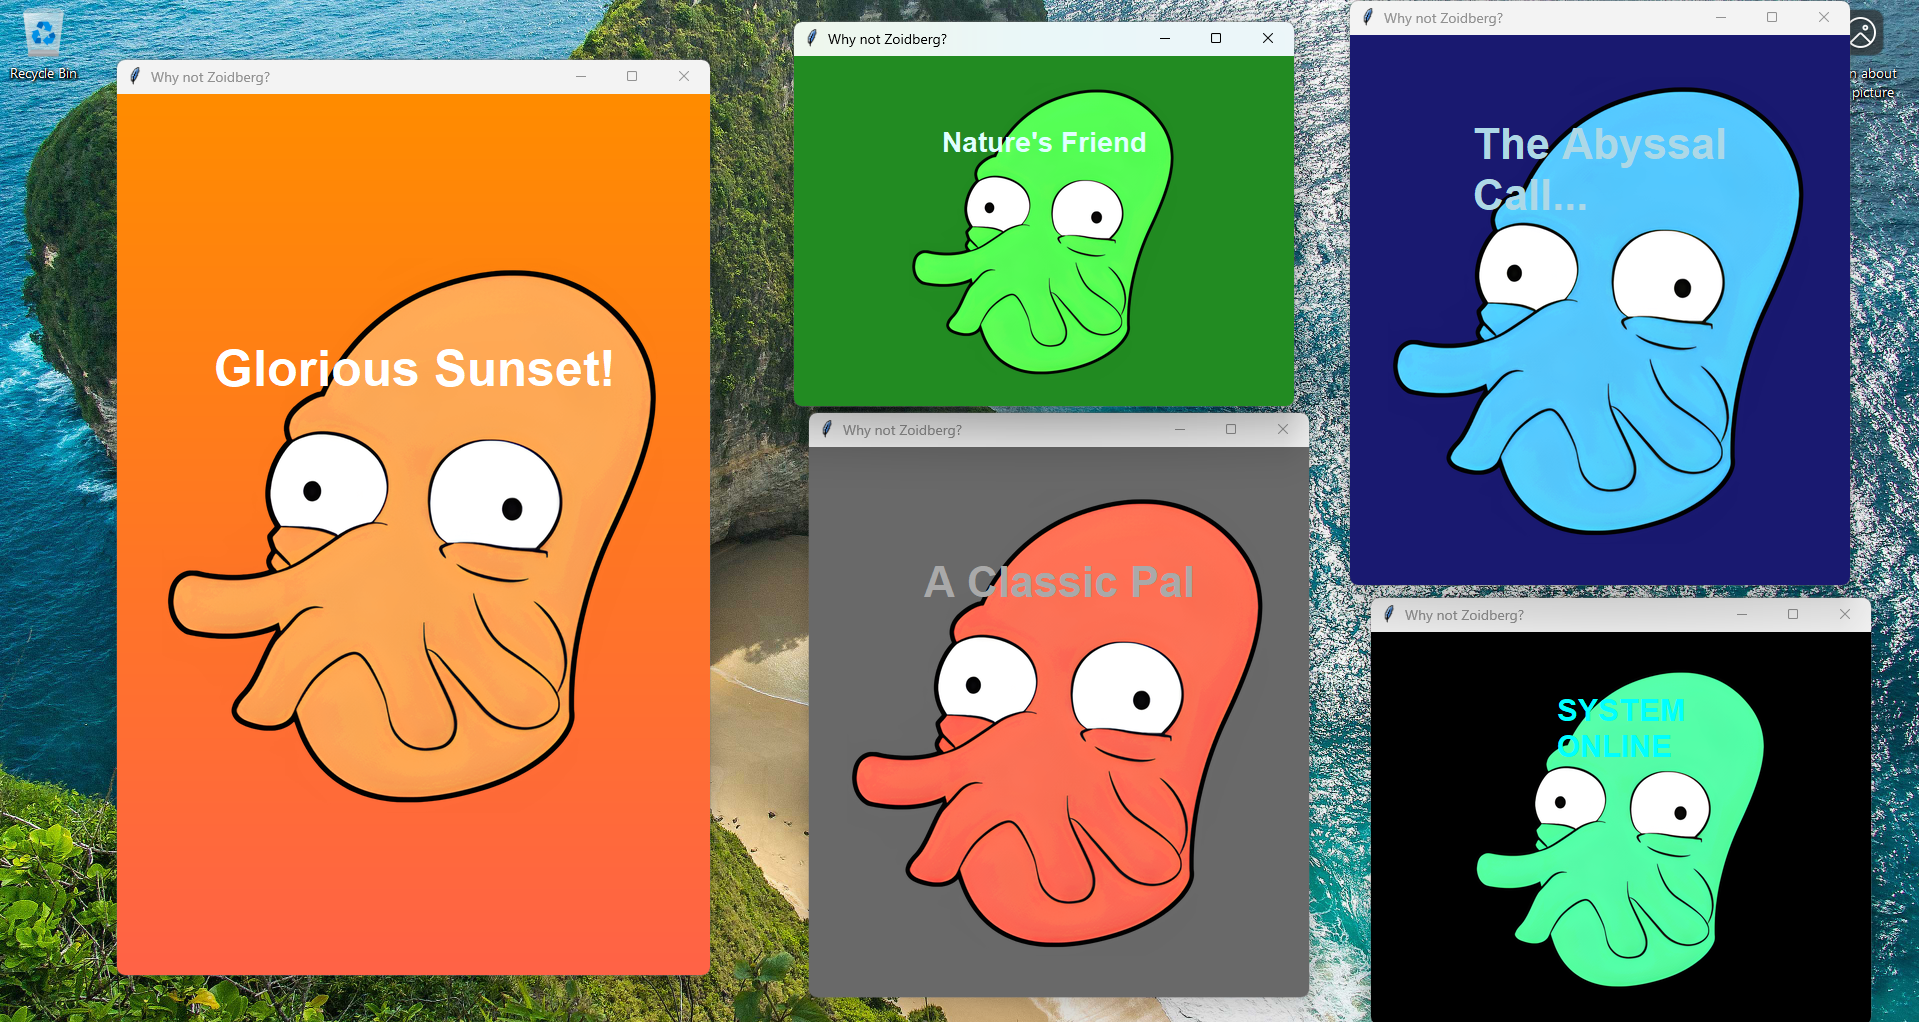 Recycle Bin
Why not Zoidberg?
Glorious Sunset!
Why not Zoidberg?
Nature's Friend
Why not Zoidberg?
A Classic Pal
Why not Zoidberg?
The Abyssal
Call...
Why not Zoidberg?
SYSTEM
ONLINE
about
picture